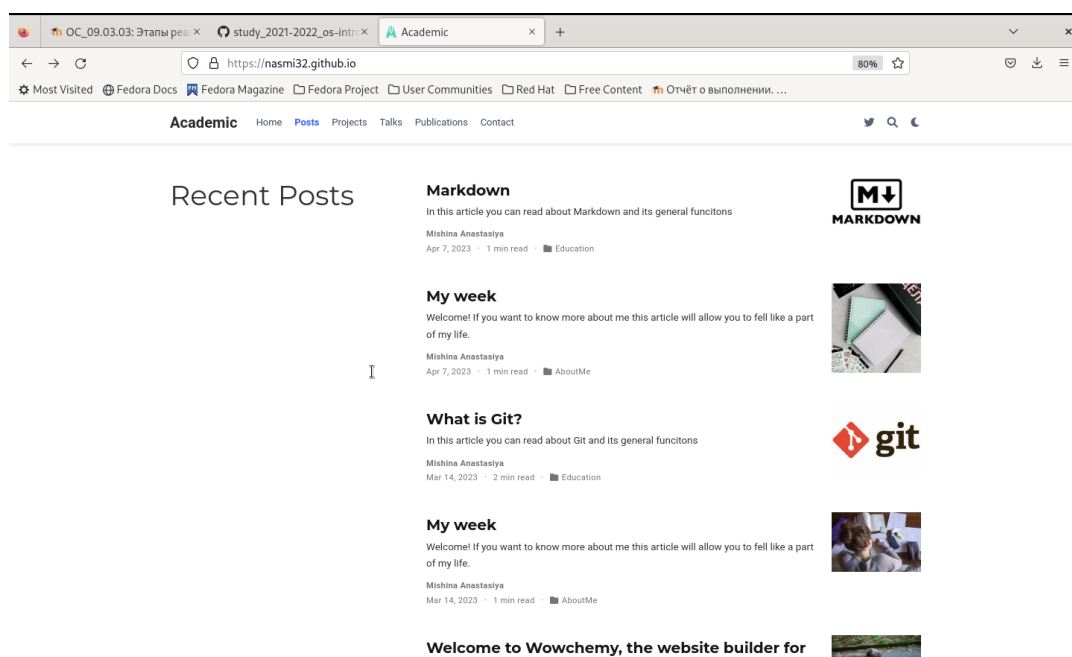 ОС_09.03.03: Этапы реа
study_2021-2022_os-intro
Academic
https://nasmi32.github.io
80%
Most Visited Fedora Docs Fedora Magazine Fedora Project User Communities Red Hat Free Content Отчёт о выполнении. ...
Academic Home Posts Projects Talks Publications Contact
Recent Posts
Markdown
In this article you can read about Markdown and its general funcitons
Mishina Anastasiya
Apr 7, 2023 · 1 min read · Education
M
MARKDOWN
My week
Welcome! If you want to know more about me this article will allow you to fell like a part
of my life.
Mishina Anastasiya
Apr 7, 2023 · 1 min read · AboutMe
What is Git?
In this article you can read about Git and its general funcitons
Mishina Anastasiya
Mar 14, 2023 · 2 min read · Education
git
My week
Welcome! If you want to know more about me this article will allow you to fell like a part
of my life.
Mishina Anastasiya
Mar 14, 2023 · 1 min read · AboutMe
Welcome to Wowchemy, the website builder for